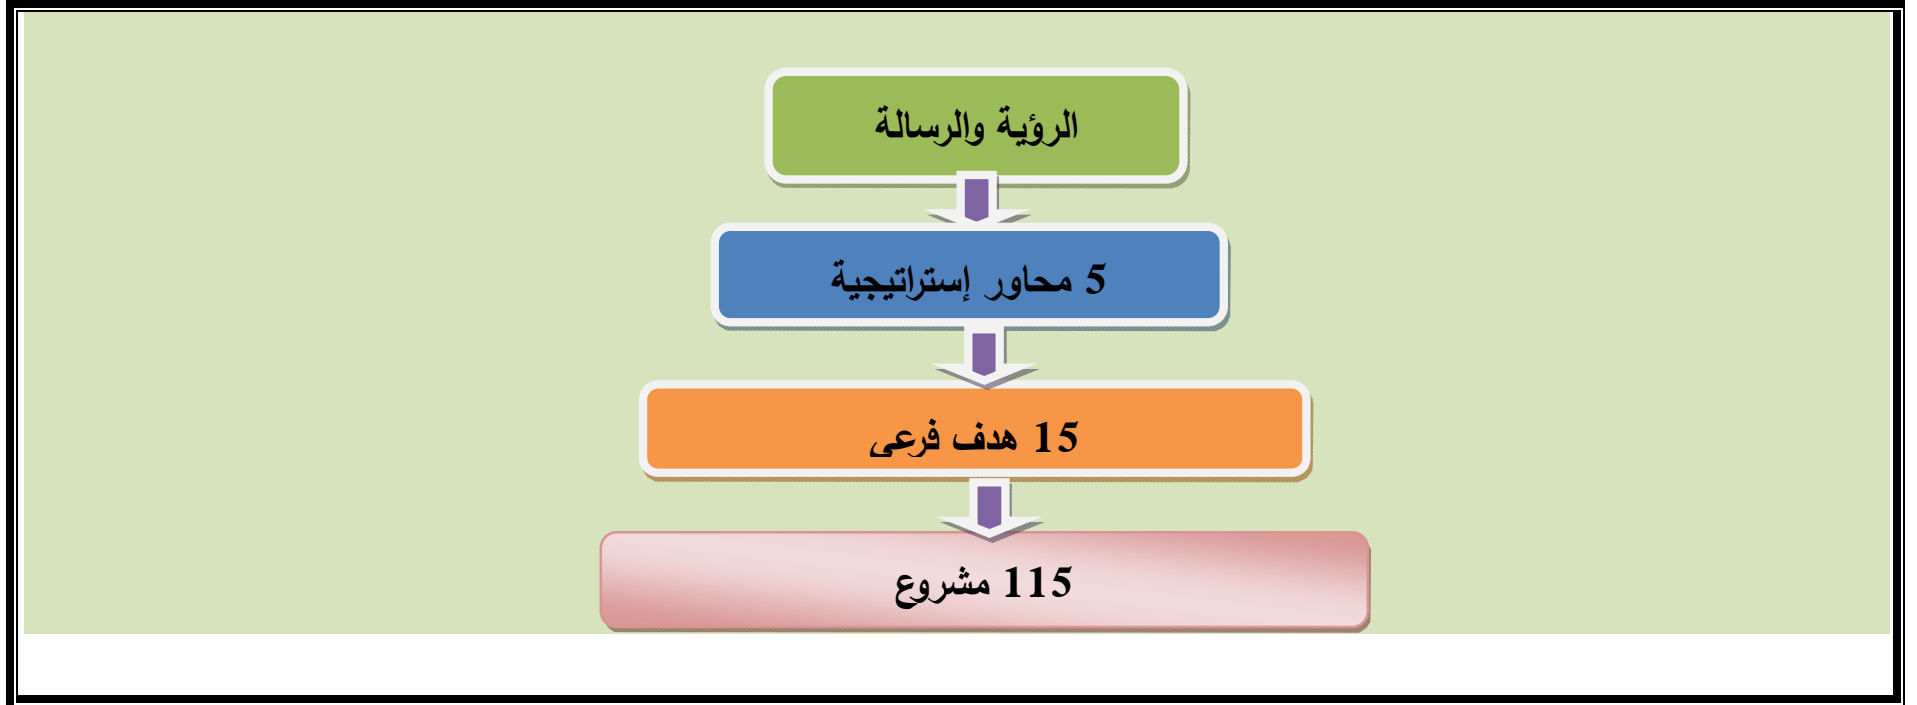 الرؤية والرسالة
5 محاور إستراتيجية
15 هدف فرعى
115 مشروع